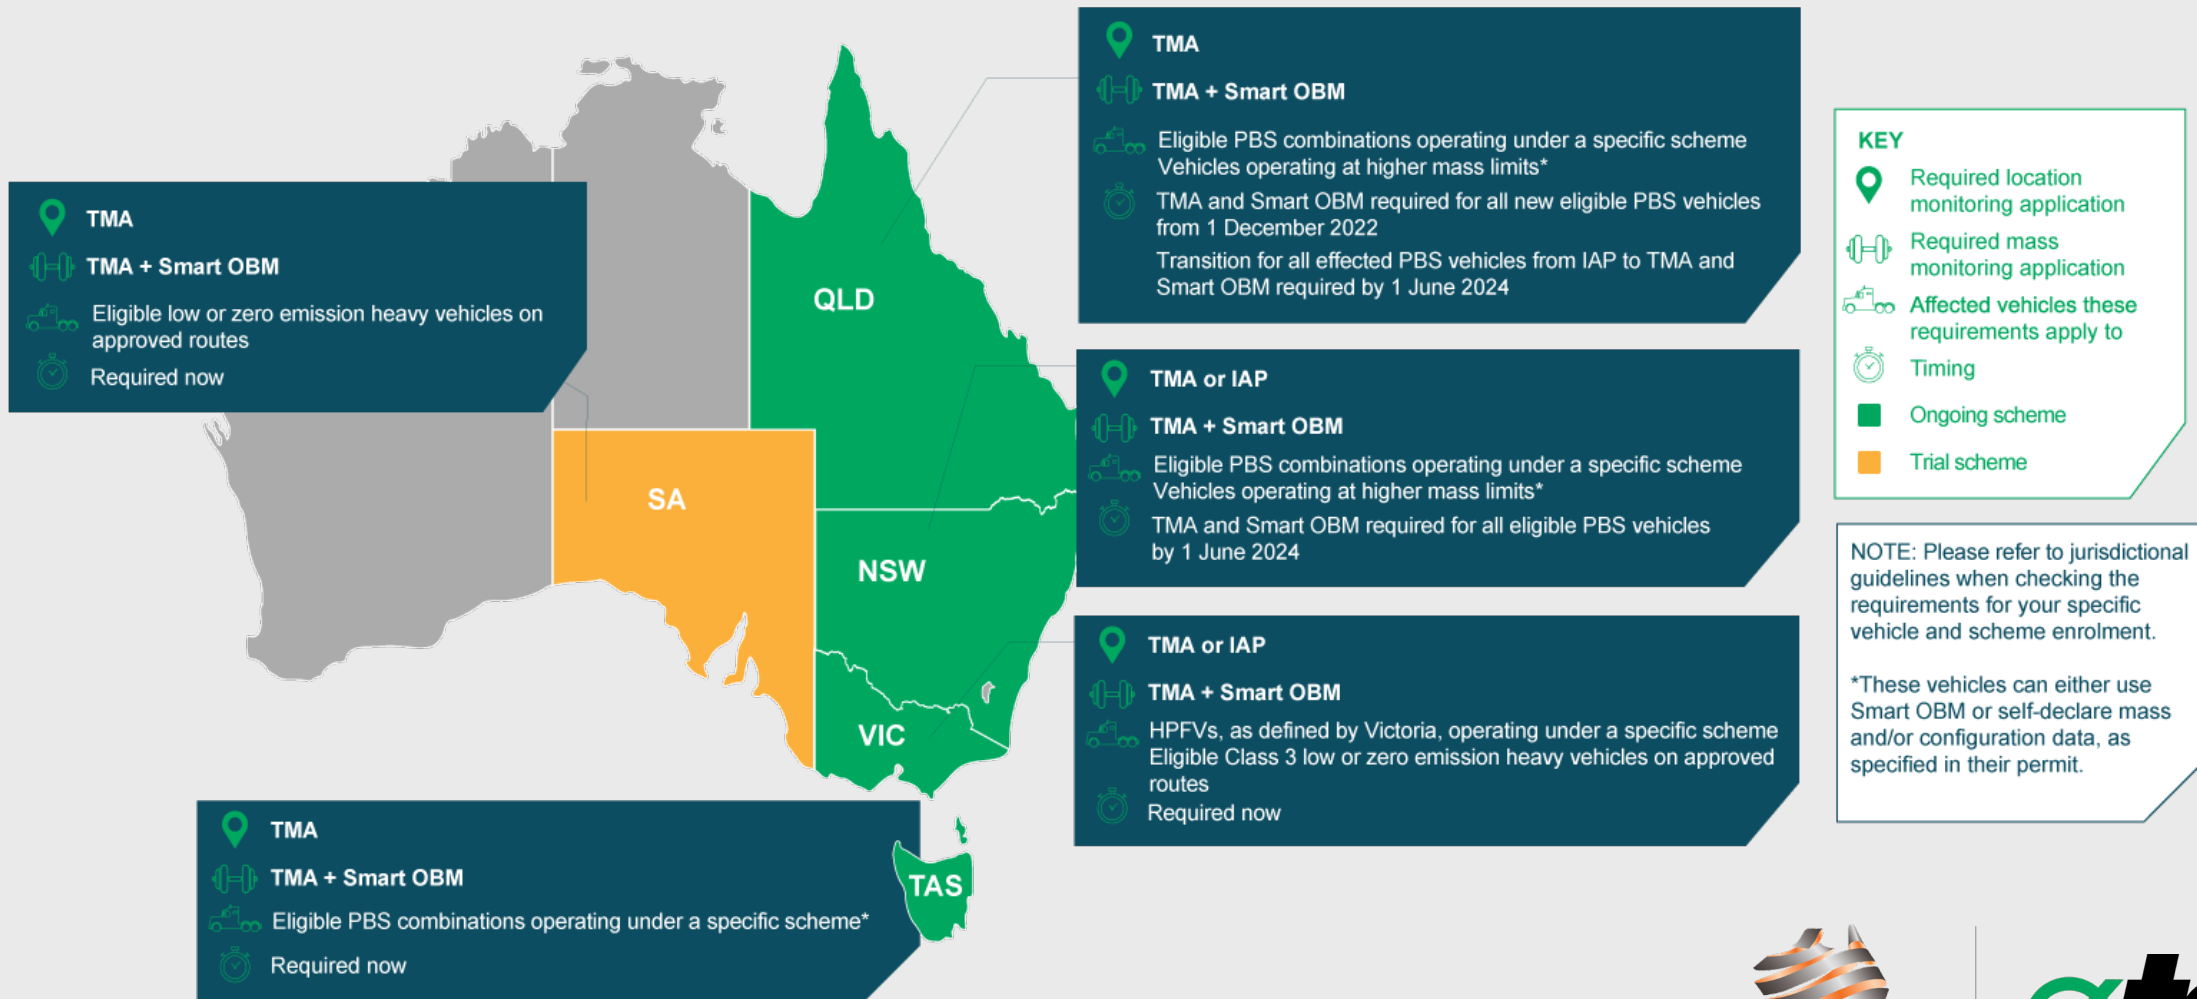 TMA
TMA + Smart OBM
Eligible PBS combinations operating under a specific scheme
Vehicles operating at higher mass limits*
TMA and Smart OBM required for all new eligible PBS vehicles
from 1 December 2022
Transition for all effected PBS vehicles from IAP to TMA and
Smart OBM required by 1 June 2024
KEY
Required location
monitoring application
Required mass
monitoring application
Affected vehicles these
requirements apply to
Timing
Ongoing scheme
Trial scheme
TMA
TMA + Smart OBM
Eligible low or zero emission heavy vehicles on
approved routes
Required now
QLD
SA
NSW
VIC
TAS
TMA or IAP
TMA + Smart OBM
Eligible PBS combinations operating under a specific scheme
Vehicles operating at higher mass limits*
TMA and Smart OBM required for all eligible PBS vehicles
by 1 June 2024
NOTE: Please refer to jurisdictional
guidelines when checking the
requirements for your specific
vehicle and scheme enrolment.
*These vehicles can either use
Smart OBM or self-declare mass
and/or configuration data, as
specified in their permit.
TMA or IAP
TMA + Smart OBM
HPFVs, as defined by Victoria, operating under a specific scheme
Eligible Class 3 low or zero emission heavy vehicles on approved
routes
Required now
TMA
TMA + Smart OBM
Eligible PBS combinations operating under a specific scheme*
Required now